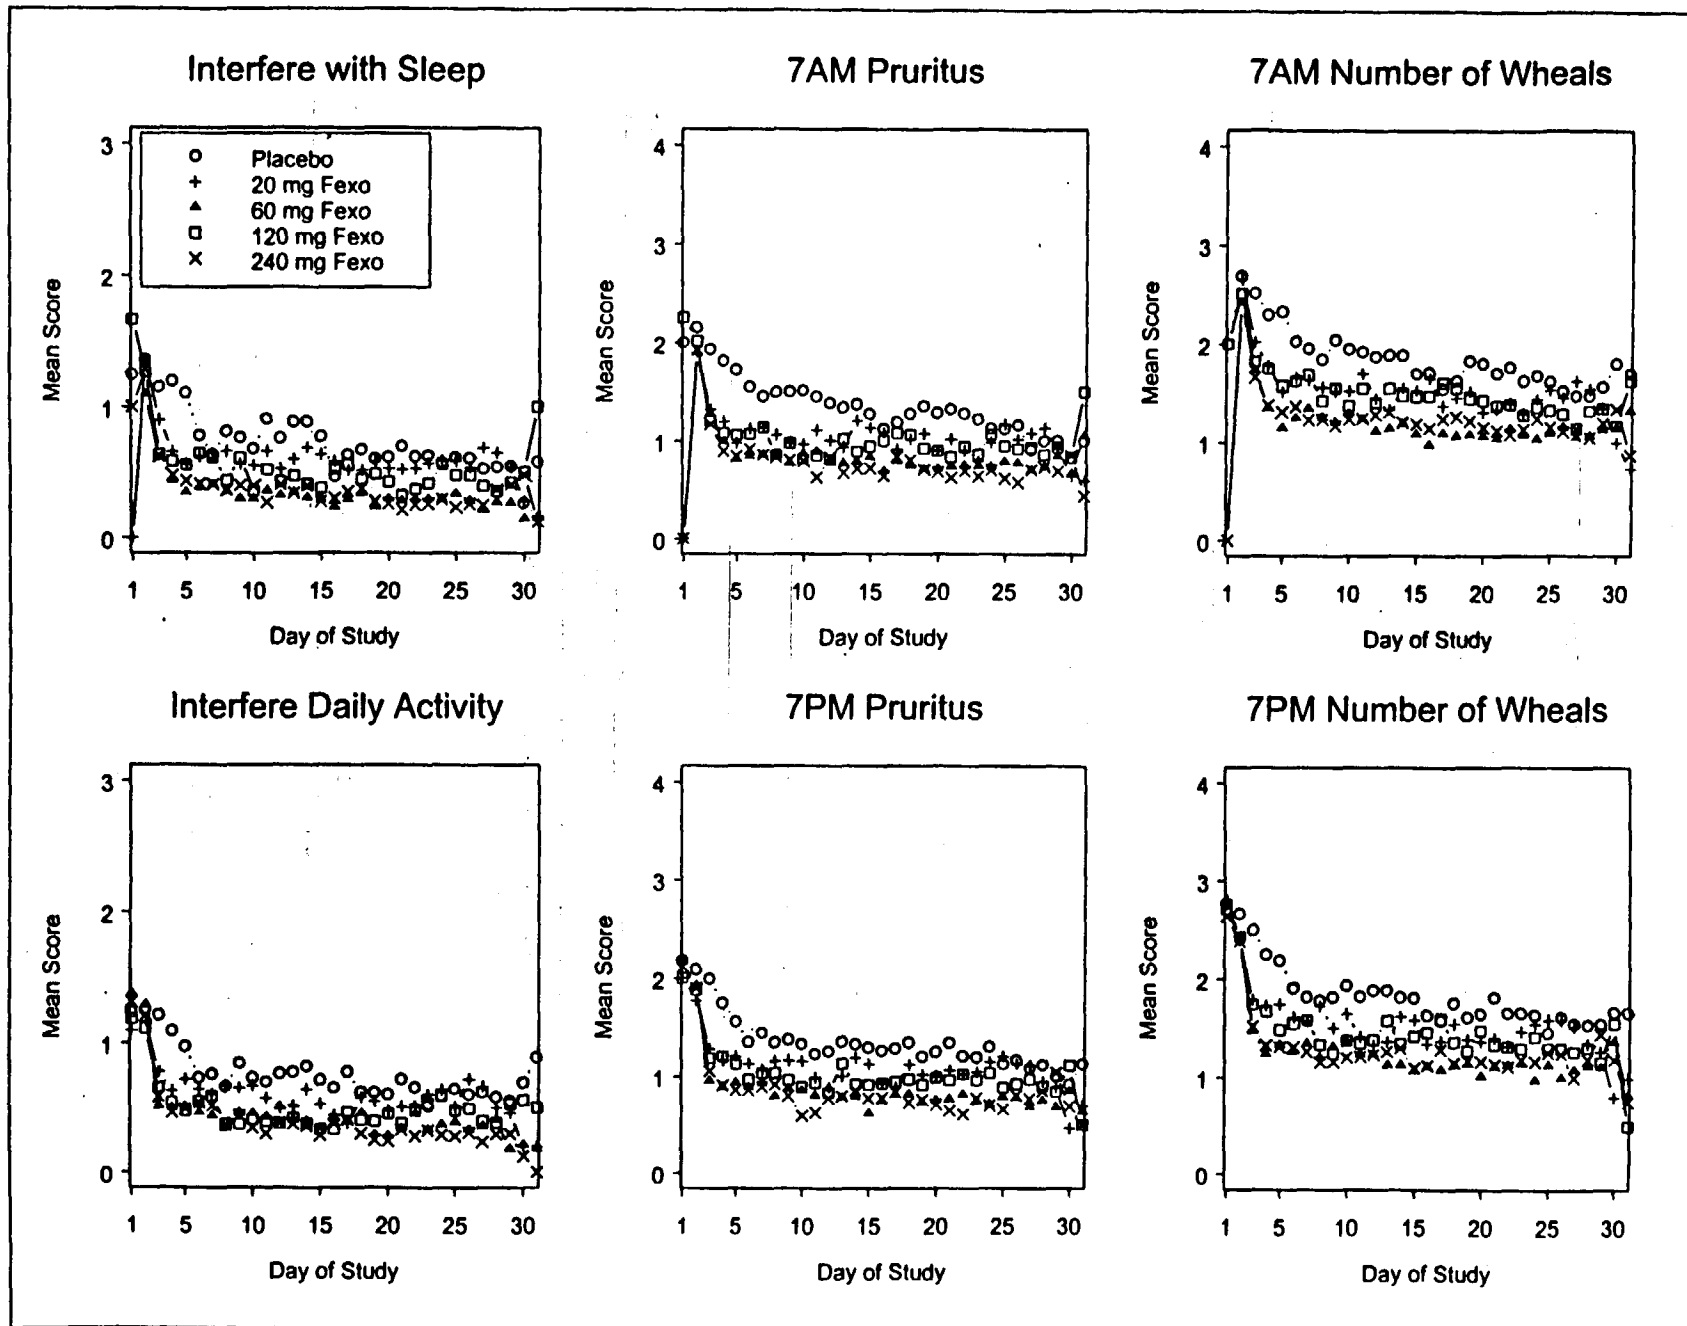 Interfere with Sleep
Mean Score
3
2
1
0
Placebo
20 mg Fexo
60 mg Fexo
120 mg Fexo
240 mg Fexo
1 5 10 15 20 25 30
Day of Study
7AM Pruritus
Mean Score
4
3
2
1
0
1 5 10 15 20 25 30
Day of Study
7AM Number of Wheals
Mean Score
4
3
2
1
0
1 5 10 15 20 25 30
Day of Study
Interfere Daily Activity
Mean Score
3
2
1
0
1 5 10 15 20 25 30
Day of Study
7PM Pruritus
Mean Score
4
3
2
1
0
1 5 10 15 20 25 30
Day of Study
7PM Number of Wheals
Mean Score
4
3
2
1
0
1 5 10 15 20 25 30
Day of Study